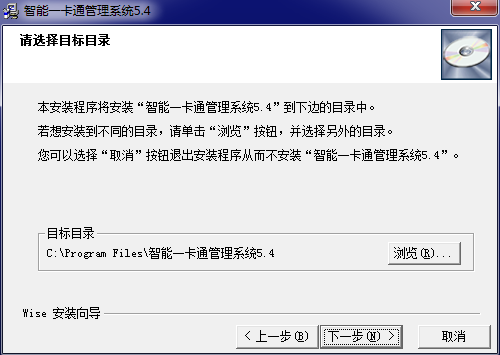 智能一卡通管理系统5.4
请选择目标目录
本安装程序将安装“智能一卡通管理系统5.4”到下边的目录中。
若想安装到不同的目录，请单击“浏览”按钮，并选择另外的目录。
您可以选择“取消”按钮退出安装程序从而不安装“智能一卡通管理系统5.4”。
目标目录
C:\Program Files\智能一卡通管理系统5.4
浏览(R)...
Wise 安装向导
< 上一步(B)
下一步(N) >
取消